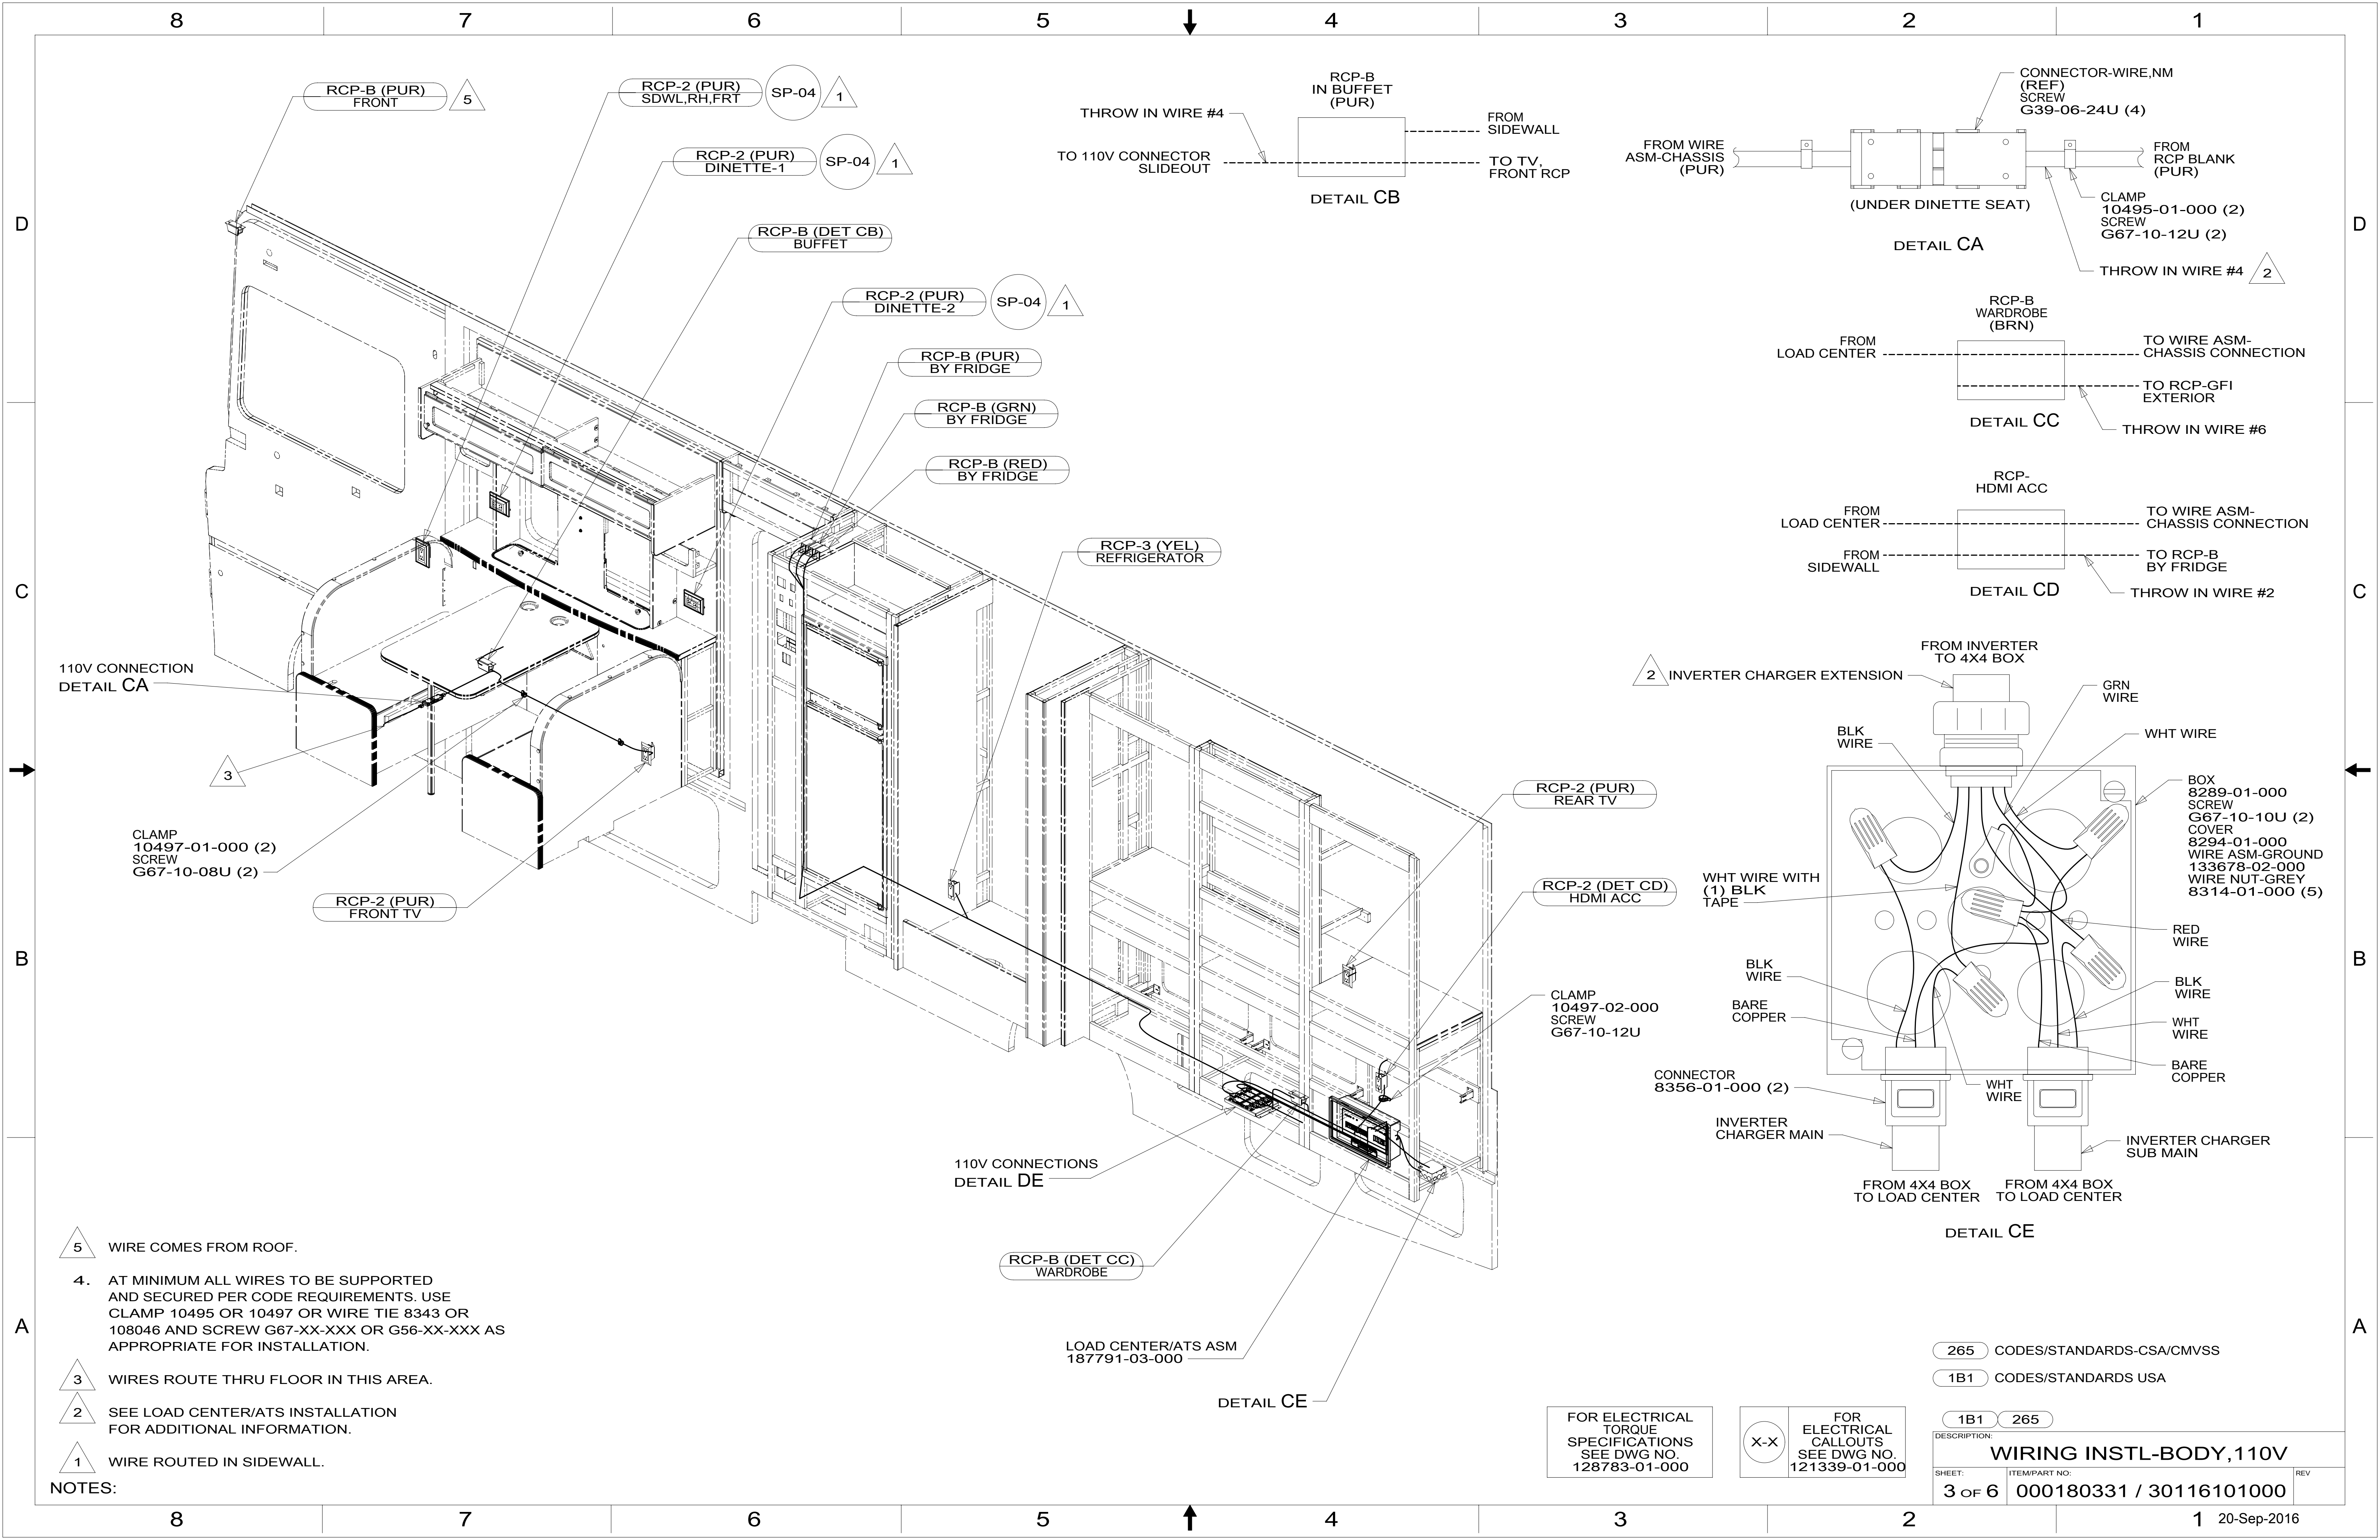 8 7 6 5 4 3 2 1
RCP-B (PUR)
FRONT
5
RCP-2 (PUR)
SDWL,RH,FRT
SP-04
1
RCP-2 (PUR)
DINETTE-1
SP-04
1
RCP-B (DET CB)
BUFFET
RCP-2 (PUR)
DINETTE-2
SP-04
1
RCP-B (PUR)
BY FRIDGE
RCP-B (GRN)
BY FRIDGE
RCP-B (RED)
BY FRIDGE
RCP-3 (YEL)
REFRIGERATOR
RCP-B
IN BUFFET
(PUR)
THROW IN WIRE #4
FROM
SIDEWALL
TO 110V CONNECTOR
SLIDEOUT
TO TV,
FRONT RCP
DETAIL CB
CONNECTOR-WIRE,NM
(REF)
SCREW
G39-06-24U (4)
FROM WIRE
ASM-CHASSIS
(PUR)
FROM
RCP BLANK
(PUR)
(UNDER DINETTE SEAT)
CLAMP
10495-01-000 (2)
SCREW
G67-10-12U (2)
DETAIL CA
THROW IN WIRE #4
2
D
D
RCP-B
WARDROBE
(BRN)
FROM
LOAD CENTER
TO WIRE ASM-
CHASSIS CONNECTION
TO RCP-GFI
EXTERIOR
DETAIL CC
THROW IN WIRE #6
RCP-
HDMI ACC
FROM
LOAD CENTER
TO WIRE ASM-
CHASSIS CONNECTION
FROM
SIDEWALL
TO RCP-B
BY FRIDGE
DETAIL CD
THROW IN WIRE #2
C
C
110V CONNECTION
DETAIL CA
3
CLAMP
10497-01-000 (2)
SCREW
G67-10-08U (2)
RCP-2 (PUR)
FRONT TV
RCP-2 (PUR)
REAR TV
RCP-2 (DET CD)
HDMI ACC
CLAMP
10497-02-000
SCREW
G67-10-12U
FROM INVERTER
TO 4X4 BOX
2
INVERTER CHARGER EXTENSION
GRN
WIRE
BLK
WIRE
WHT WIRE
BOX
8289-01-000
SCREW
G67-10-10U (2)
COVER
8294-01-000
WIRE ASM-GROUND
133678-02-000
WIRE NUT-GREY
8314-01-000 (5)
WHT WIRE WITH
(1) BLK
TAPE
RED
WIRE
BLK
WIRE
BLK
WIRE
BARE
COPPER
WHT
WIRE
BARE
COPPER
CONNECTOR
8356-01-000 (2)
WHT
WIRE
INVERTER
CHARGER MAIN
INVERTER CHARGER
SUB MAIN
FROM 4X4 BOX
TO LOAD CENTER
FROM 4X4 BOX
TO LOAD CENTER
DETAIL CE
B
B
110V CONNECTIONS
DETAIL DE
RCP-B (DET CC)
WARDROBE
LOAD CENTER/ATS ASM
187791-03-000
DETAIL CE
A
A
5 WIRE COMES FROM ROOF.
4. AT MINIMUM ALL WIRES TO BE SUPPORTED
AND SECURED PER CODE REQUIREMENTS. USE
CLAMP 10495 OR 10497 OR WIRE TIE 8343 OR
108046 AND SCREW G67-XX-XXX OR G56-XX-XXX AS
APPROPRIATE FOR INSTALLATION.
3 WIRES ROUTE THRU FLOOR IN THIS AREA.
2 SEE LOAD CENTER/ATS INSTALLATION
FOR ADDITIONAL INFORMATION.
1 WIRE ROUTED IN SIDEWALL.
NOTES:
FOR ELECTRICAL
TORQUE
SPECIFICATIONS
SEE DWG NO.
128783-01-000
X-X
FOR
ELECTRICAL
CALLOUTS
SEE DWG NO.
121339-01-000
265 CODES/STANDARDS-CSA/CMVSS
1B1 CODES/STANDARDS USA
1B1 265
DESCRIPTION:
WIRING INSTL-BODY,110V
SHEET:
3 OF 6
ITEM/PART NO:
000180331 / 30116101000
REV
8 7 6 5 4 3 2 1
20-Sep-2016